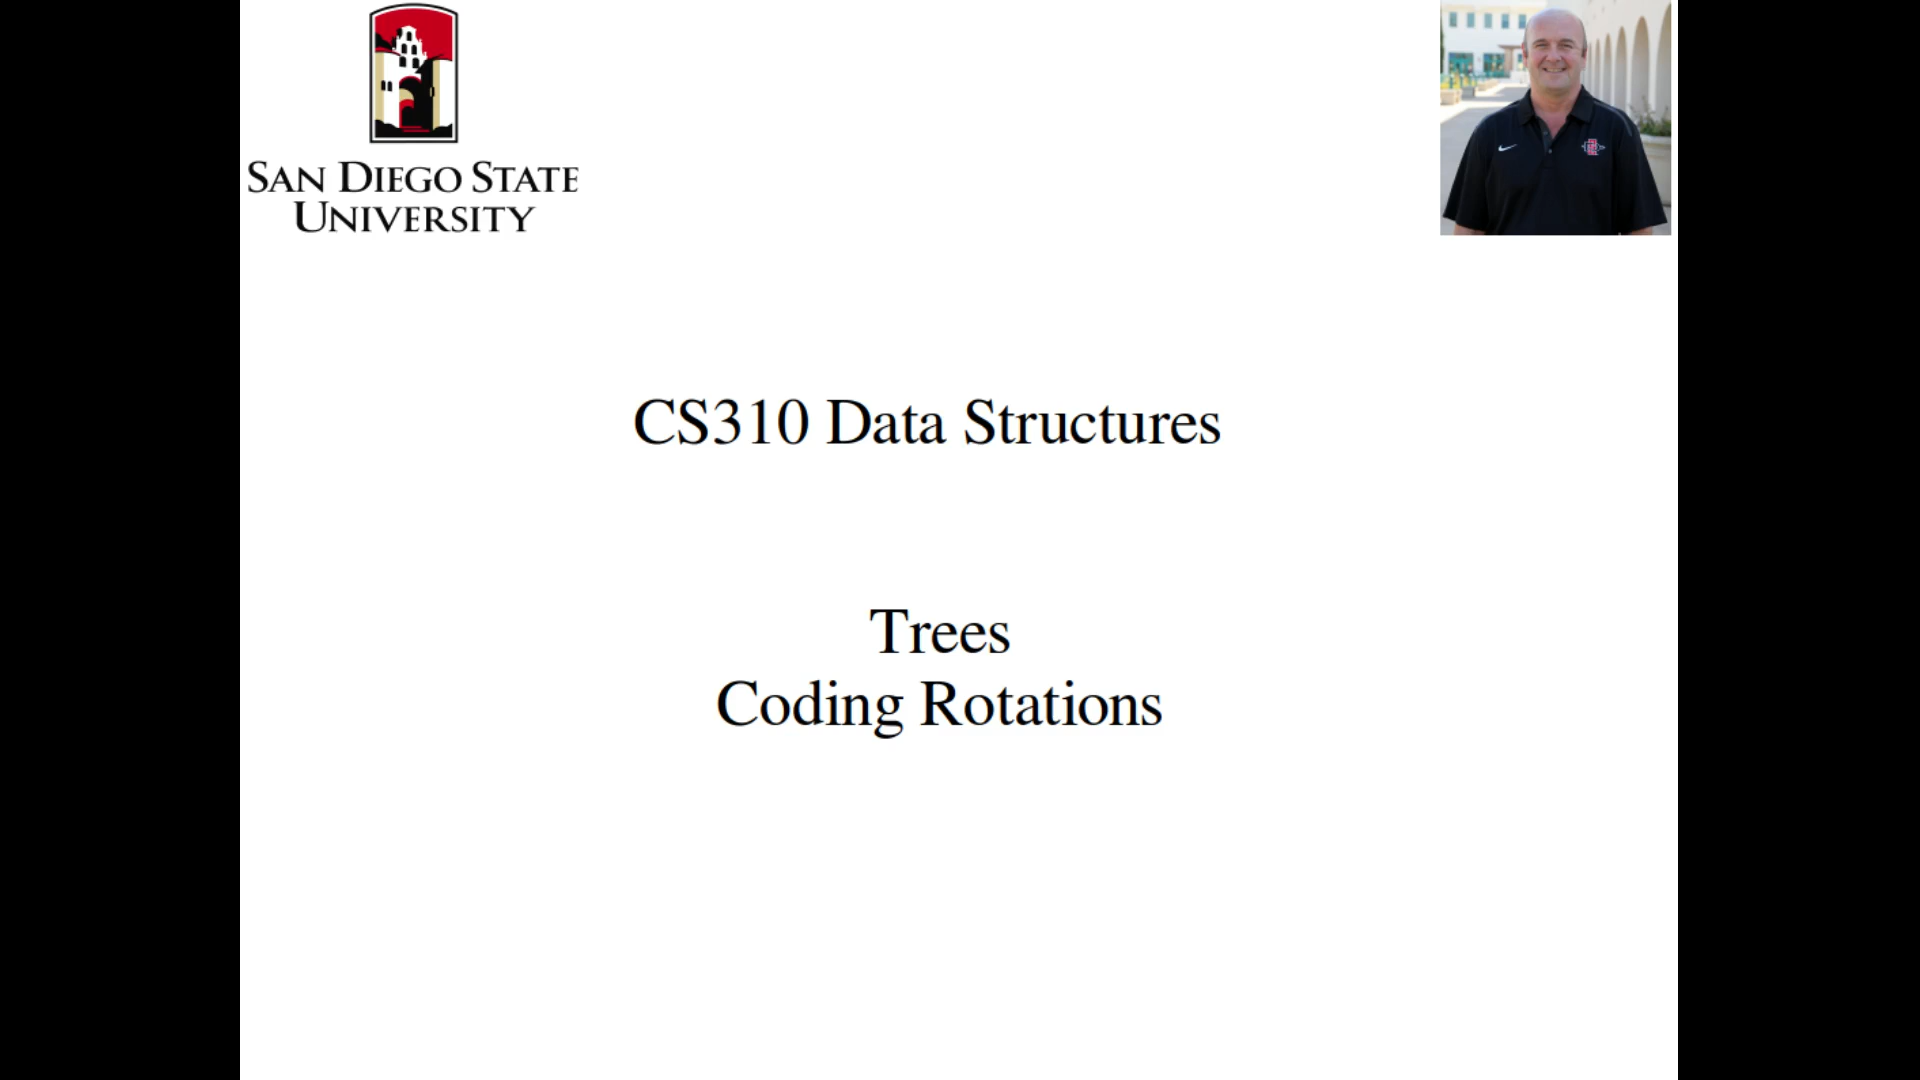 SAN DIEGO STATE
UNIVERSITY
CS310 Data Structures
Trees
Coding Rotations